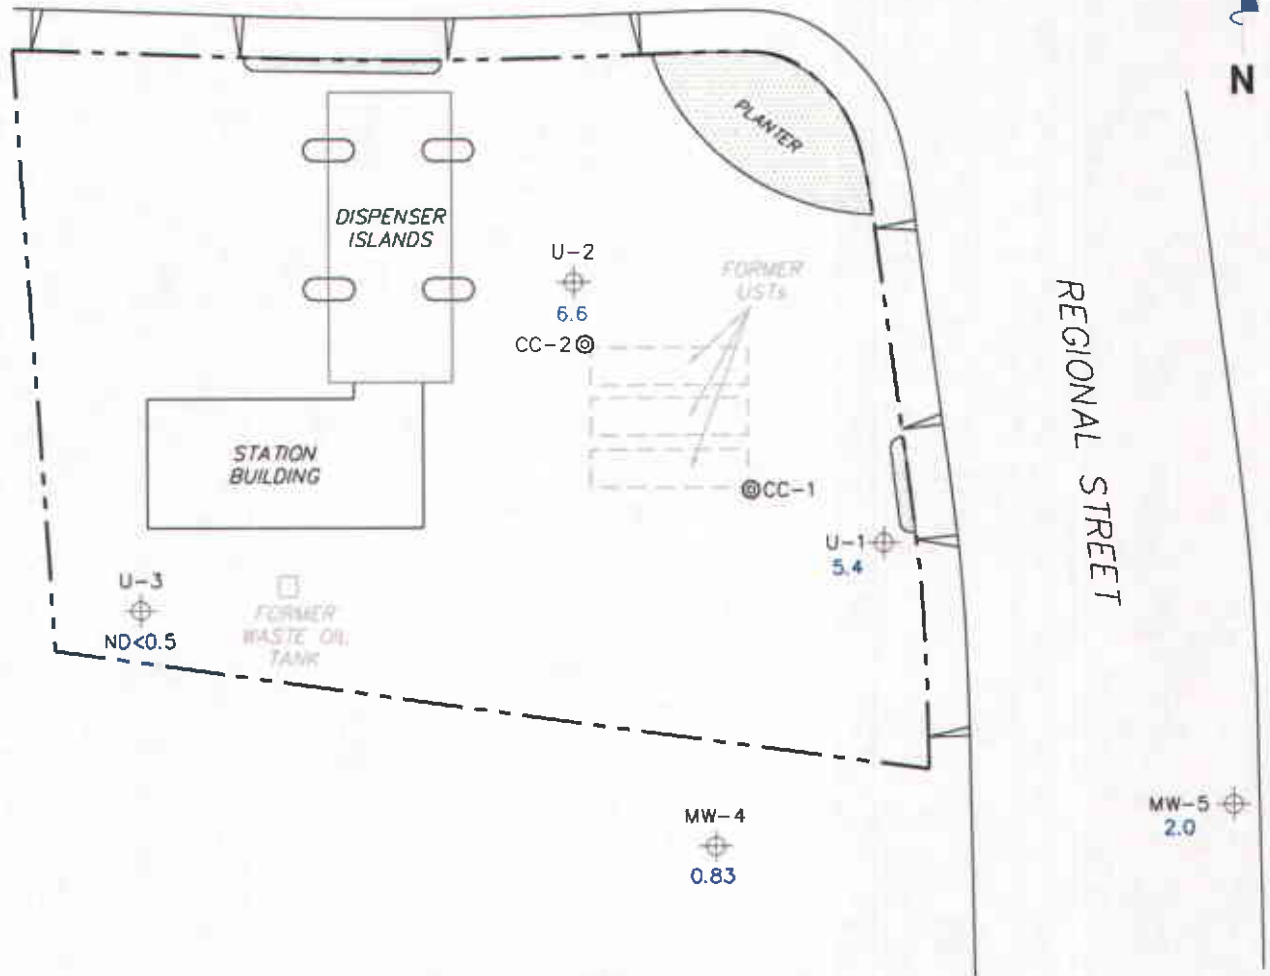 N
PLANTER
DISPENSER
ISLANDS
U-2
6.6
FORMER
USTs
CC-2
REGIONAL STREET
STATION
BUILDING
CC-1
U-1
5.4
U-3
ND<0.5
FORMER
WASTE OIL
TANK
MW-4
0.83
MW-5
2.0